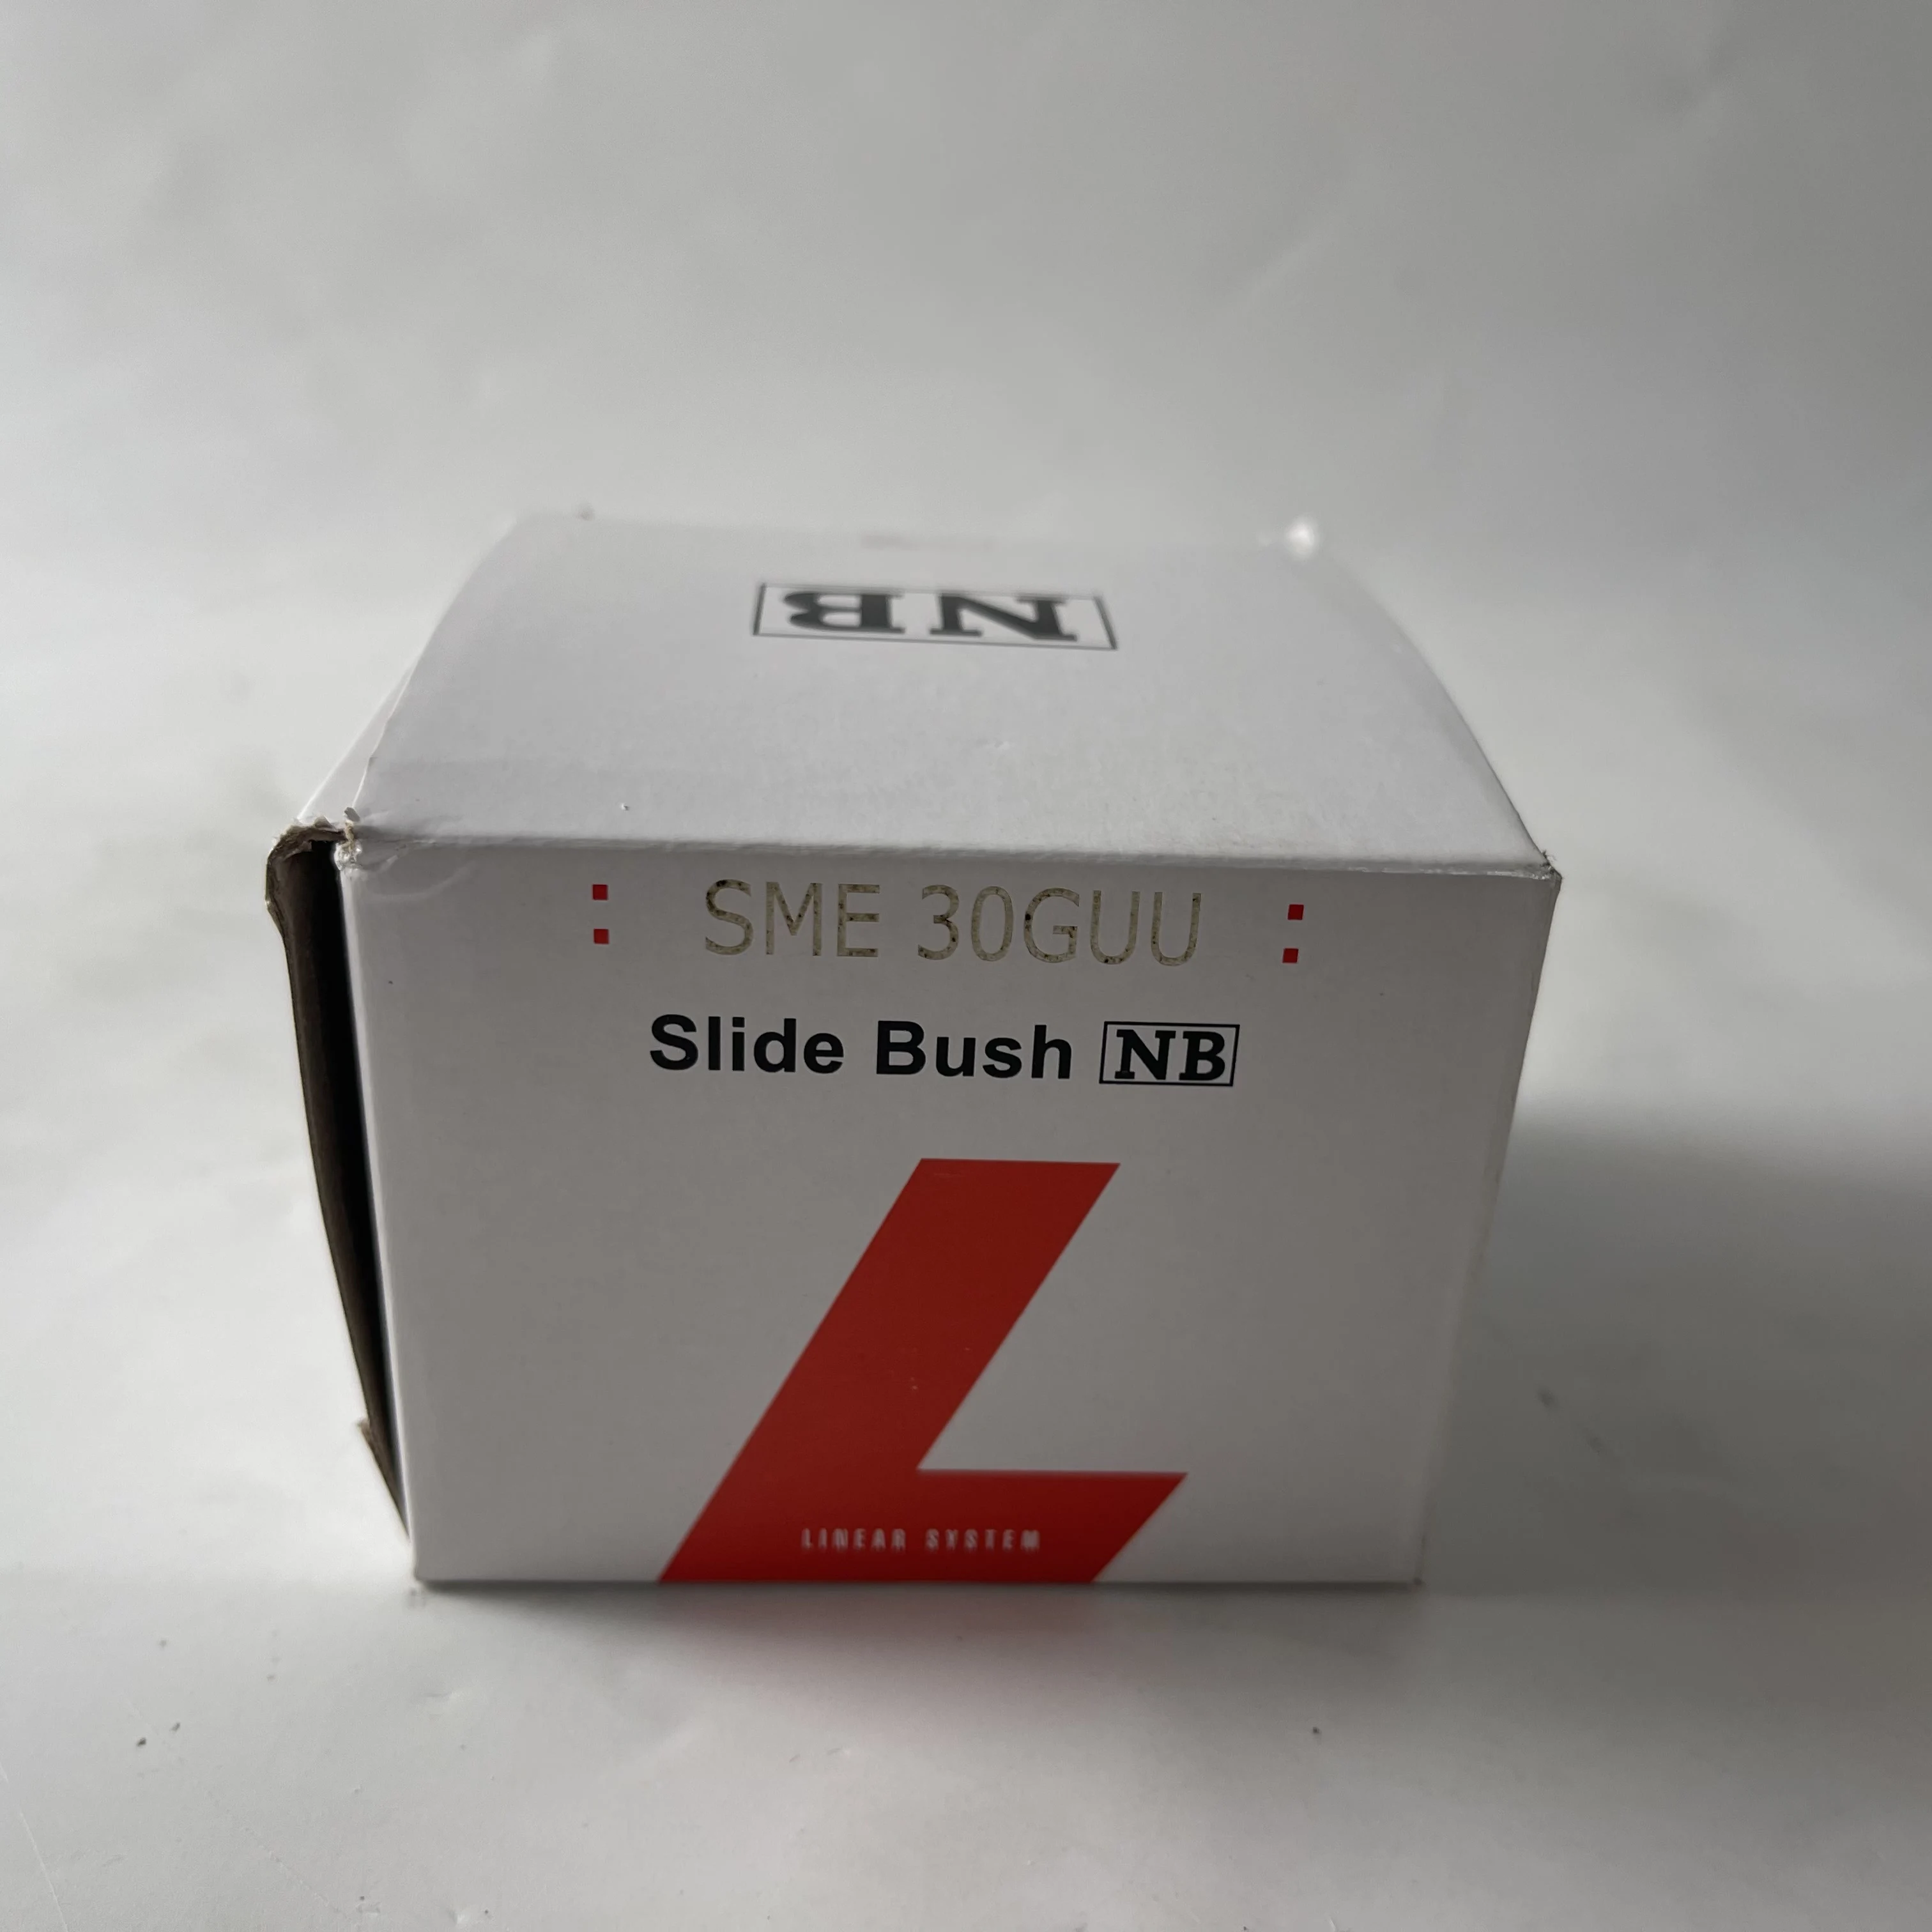 NB
SME 30GUU
Slide Bush NB
LINEAR SYSTEM